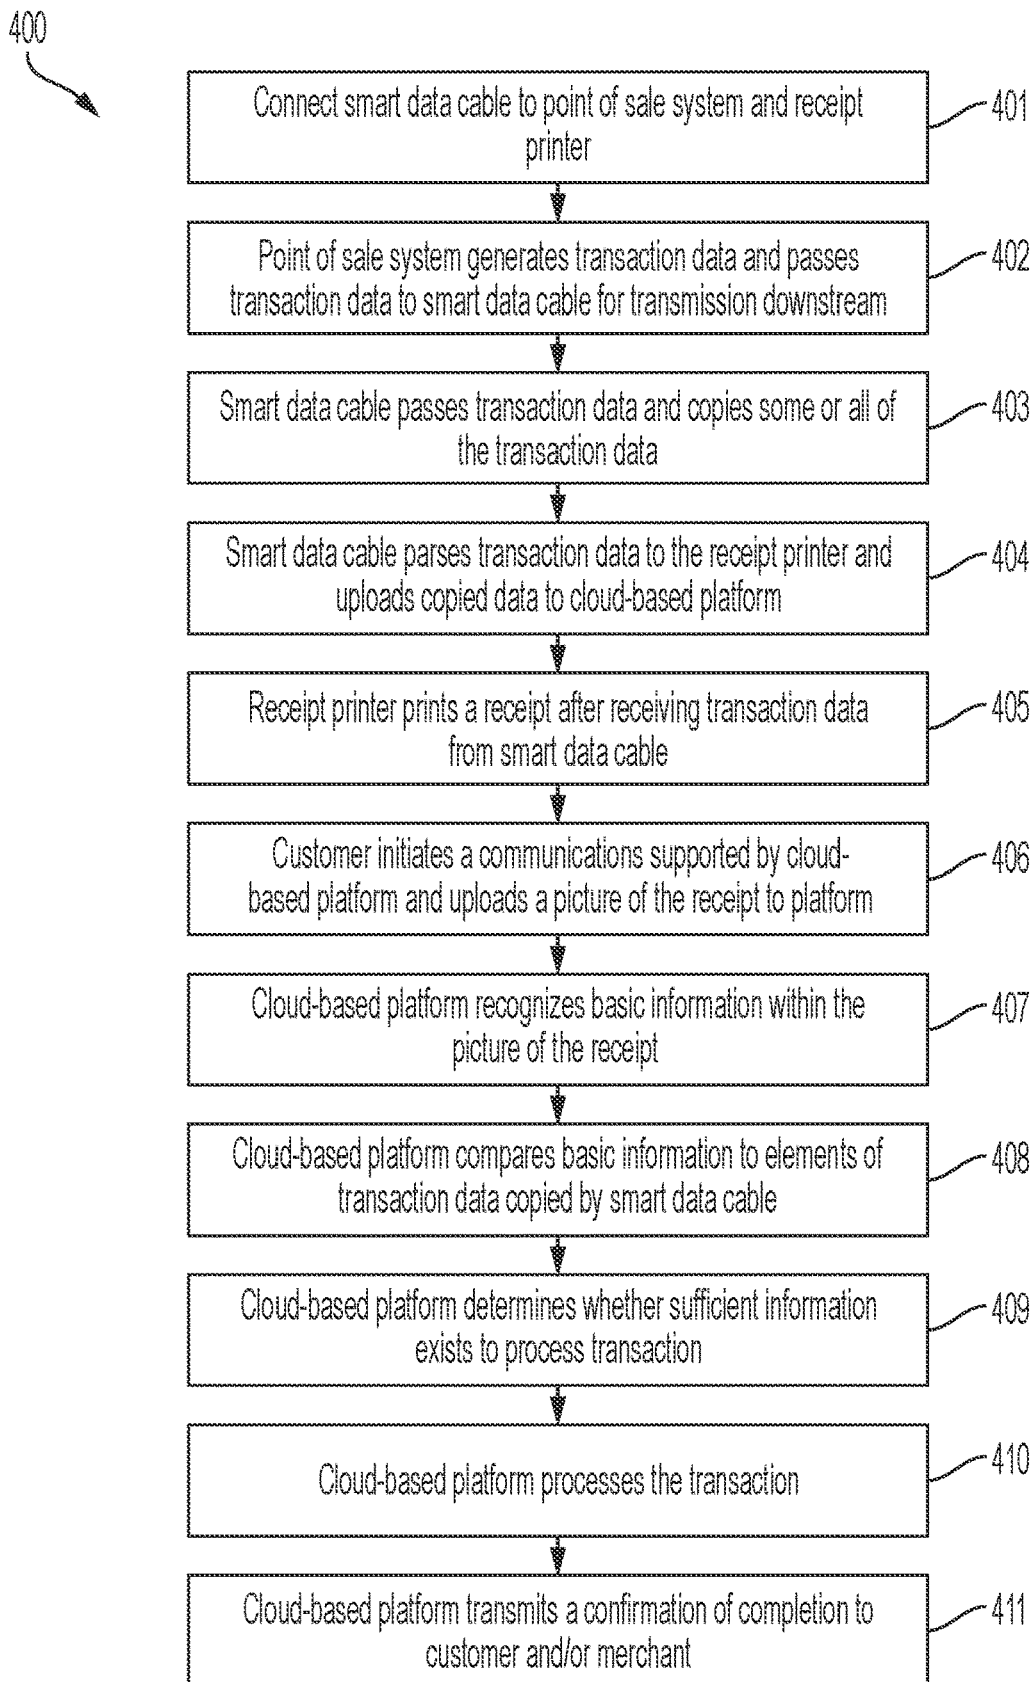 400
Connect smart data cable to point of sale system and receipt
printer
401
Point of sale system generates transaction data and passes
transaction data to smart data cable for transmission downstream
402
Smart data cable passes transaction data and copies some or all of
the transaction data
403
Smart data cable parses transaction data to the receipt printer and
uploads copied data to cloud-based platform
404
Receipt printer prints a receipt after receiving transaction data
from smart data cable
405
Customer initiates a communications supported by cloud-
based platform and uploads a picture of the receipt to platform
406
Cloud-based platform recognizes basic information within the
picture of the receipt
407
Cloud-based platform compares basic information to elements of
transaction data copied by smart data cable
408
Cloud-based platform determines whether sufficient information
exists to process transaction
409
Cloud-based platform processes the transaction
410
Cloud-based platform transmits a confirmation of completion to
customer and/or merchant
411